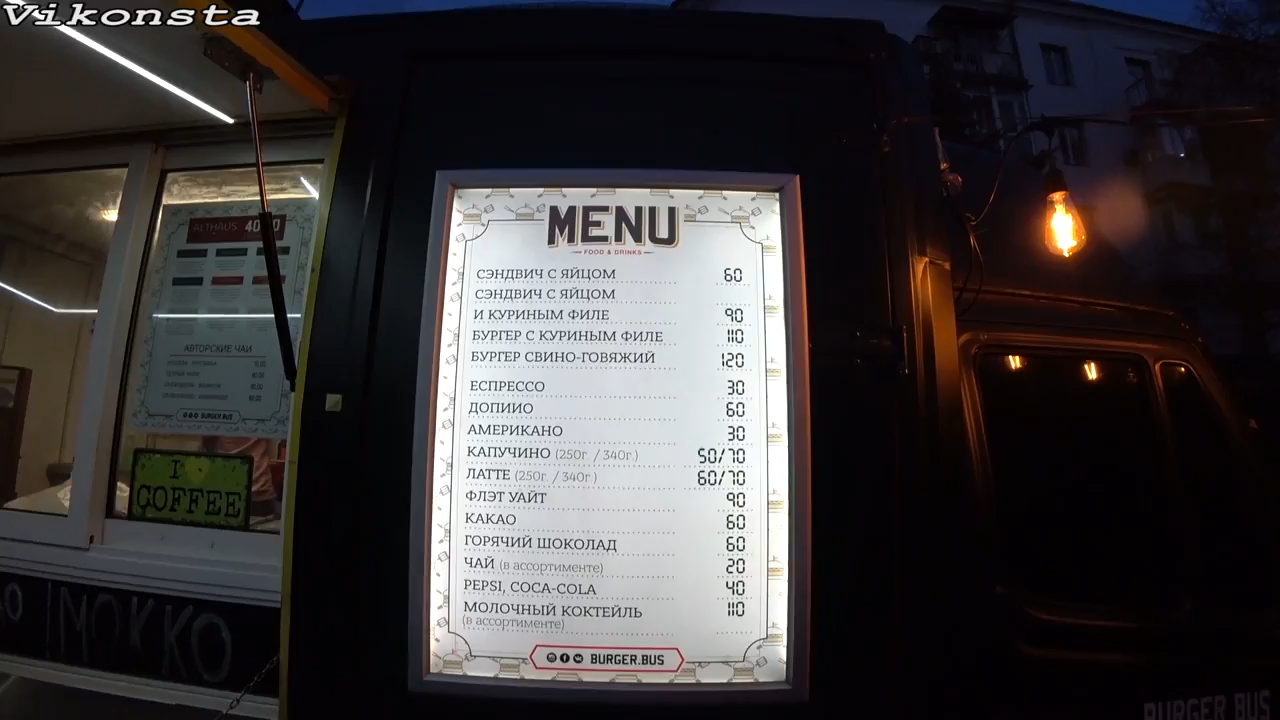 Vikonsta
ALTHAUS
АВТОРСКИЕ ЧАИ
BURGER BUS
I
COFFEE
NOKKO
MENU
FOOD & DRINKS
СЭНДВИЧ С ЯЙЦОМ 60
СЭНДВИЧ С ЯЙЦОМ
И КУРИНЫМ ФИЛЕ 90
БУРГЕР С КУРИНЫМ ФИЛЕ 110
БУРГЕР СВИНО-ГОВЯЖИЙ 120
ЕСПРЕССО 30
ДОПИИО 60
АМЕРИКАНО 30
КАПУЧИНО (250г. / 340г.) 50/70
ЛАТТЕ (250г. / 340г.) 60/70
ФЛЭТ УАЙТ 90
КАКАО 60
ГОРЯЧИЙ ШОКОЛАД 60
ЧАЙ (в ассортименте) 20
PEPSI, COCA-COLA 40
МОЛОЧНЫЙ КОКТЕЙЛЬ 110
(в ассортименте)
BURGER.BUS
BURGER BUS